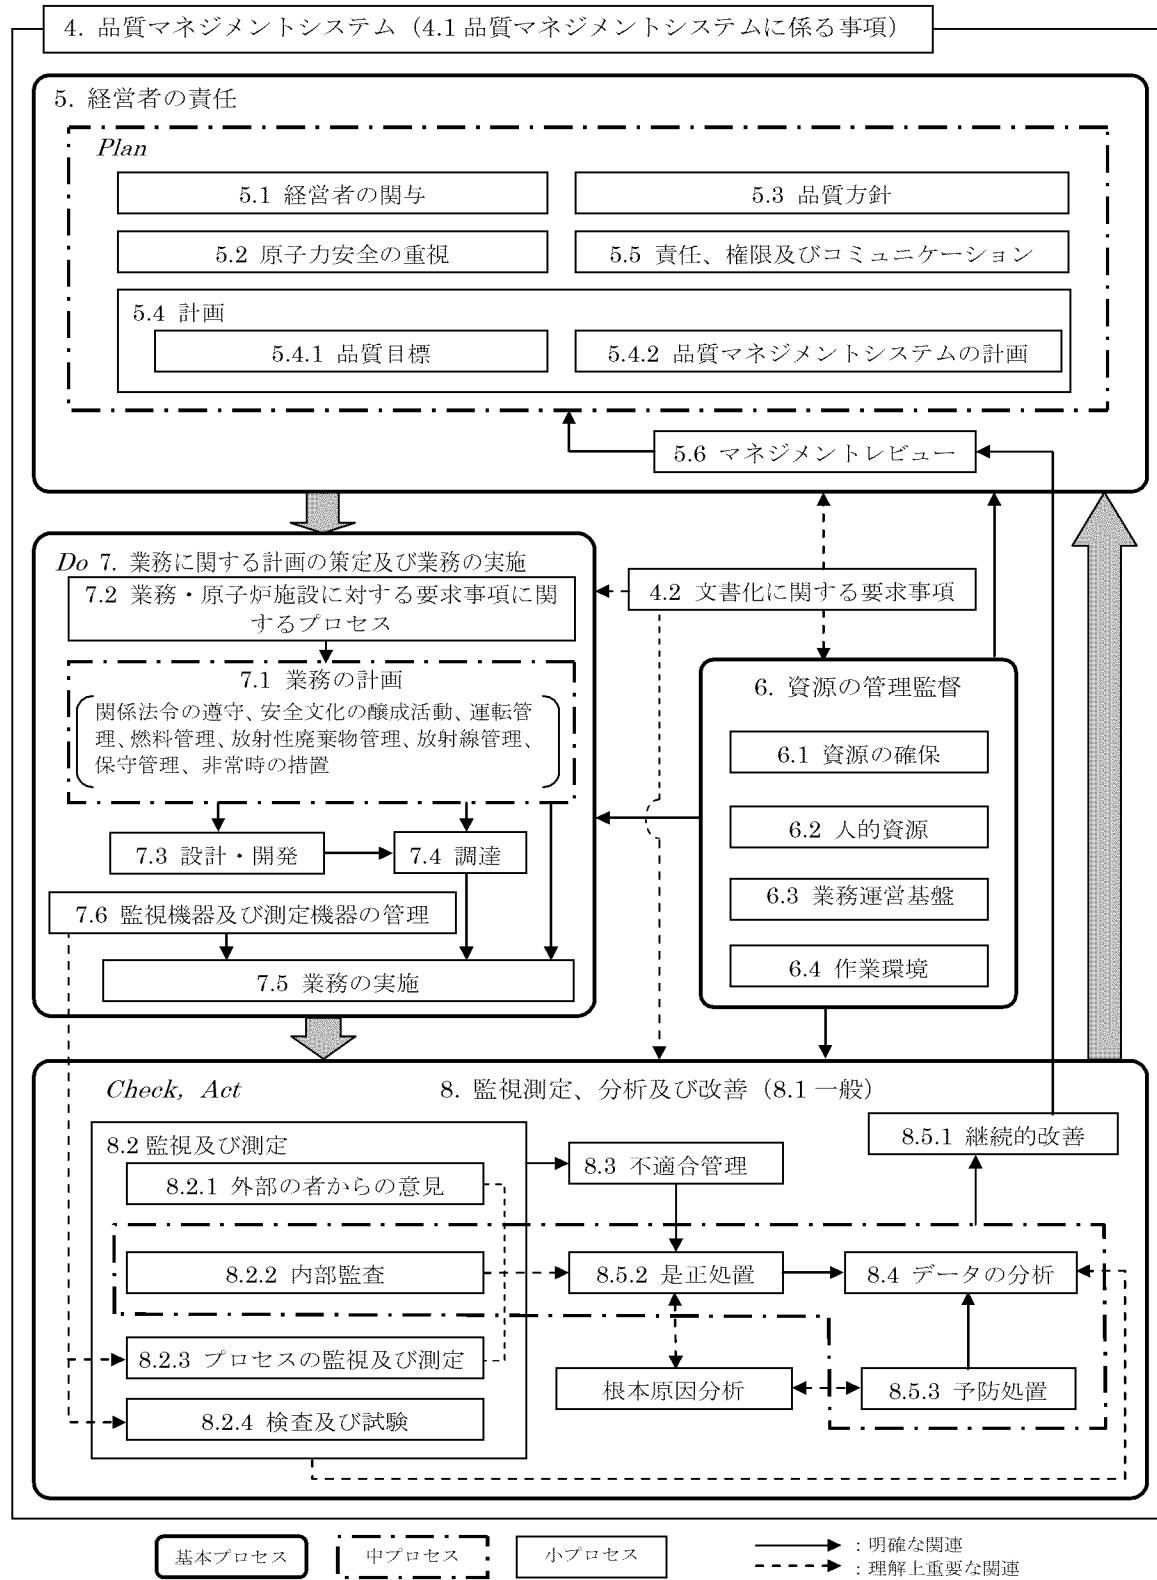 4. 品質マネジメントシステム（4.1 品質マネジメントシステムに係る事項）
5. 経営者の責任
Plan
5.1 経営者の関与
5.3 品質方針
5.2 原子力安全の重視
5.5 責任、権限及びコミュニケーション
5.4 計画
5.4.1 品質目標
5.4.2 品質マネジメントシステムの計画
5.6 マネジメントレビュー
Do 7. 業務に関する計画の策定及び業務の実施
7.2 業務・原子炉施設に対する要求事項に関
するプロセス
4.2 文書化に関する要求事項
7.1 業務の計画
関係法令の遵守、安全文化の醸成活動、運転管
理、燃料管理、放射性廃棄物管理、放射線管理、
保守管理、非常時の措置
6. 資源の管理監督
6.1 資源の確保
6.2 人的資源
6.3 業務運営基盤
6.4 作業環境
7.3 設計・開発
7.4 調達
7.6 監視機器及び測定機器の管理
7.5 業務の実施
Check, Act
8. 監視測定、分析及び改善（8.1 一般）
8.2 監視及び測定
8.2.1 外部の者からの意見
8.3 不適合管理
8.5.1 継続的改善
8.2.2 内部監査
8.5.2 是正処置
8.4 データの分析
8.2.3 プロセスの監視及び測定
根本原因分析
8.5.3 予防処置
8.2.4 検査及び試験
基本プロセス
中プロセス
小プロセス
：明確な関連
：理解上重要な関連